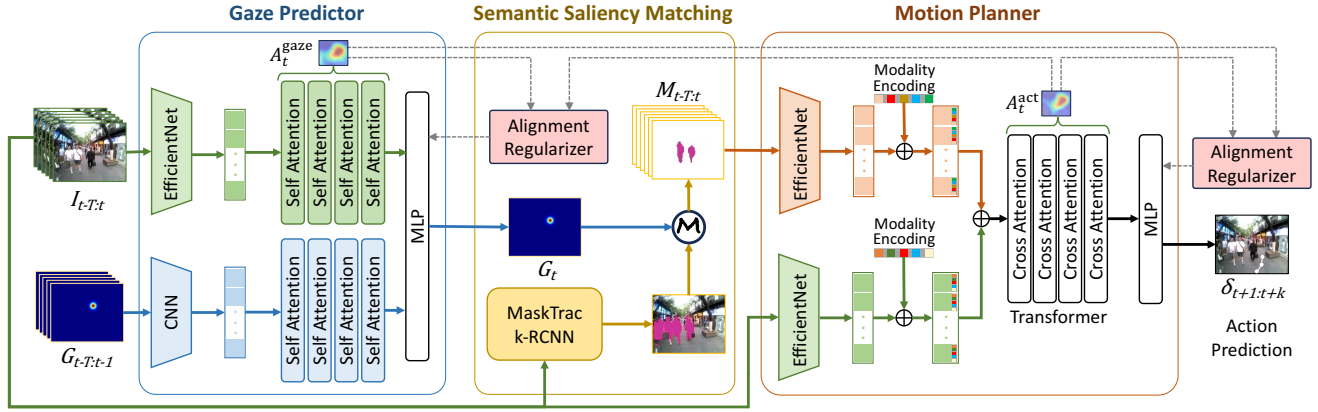 Gaze Predictor
Semantic Saliency Matching
Motion Planner
I_{t-T:t}
G_{t-T:t-1}
EfficientNet
CNN
A_t^{gaze}
Self Attention
Self Attention
Self Attention
Self Attention
Self Attention
Self Attention
Self Attention
Self Attention
MLP
Alignment
Regularizer
G_t
MaskTrac
k-RCNN
M_{t-T:t}
M
EfficientNet
EfficientNet
Modality
Encoding
Modality
Encoding
A_t^{act}
Cross Attention
Cross Attention
Cross Attention
Cross Attention
Transformer
MLP
Alignment
Regularizer
δ_{t+1:t+k}
Action
Prediction